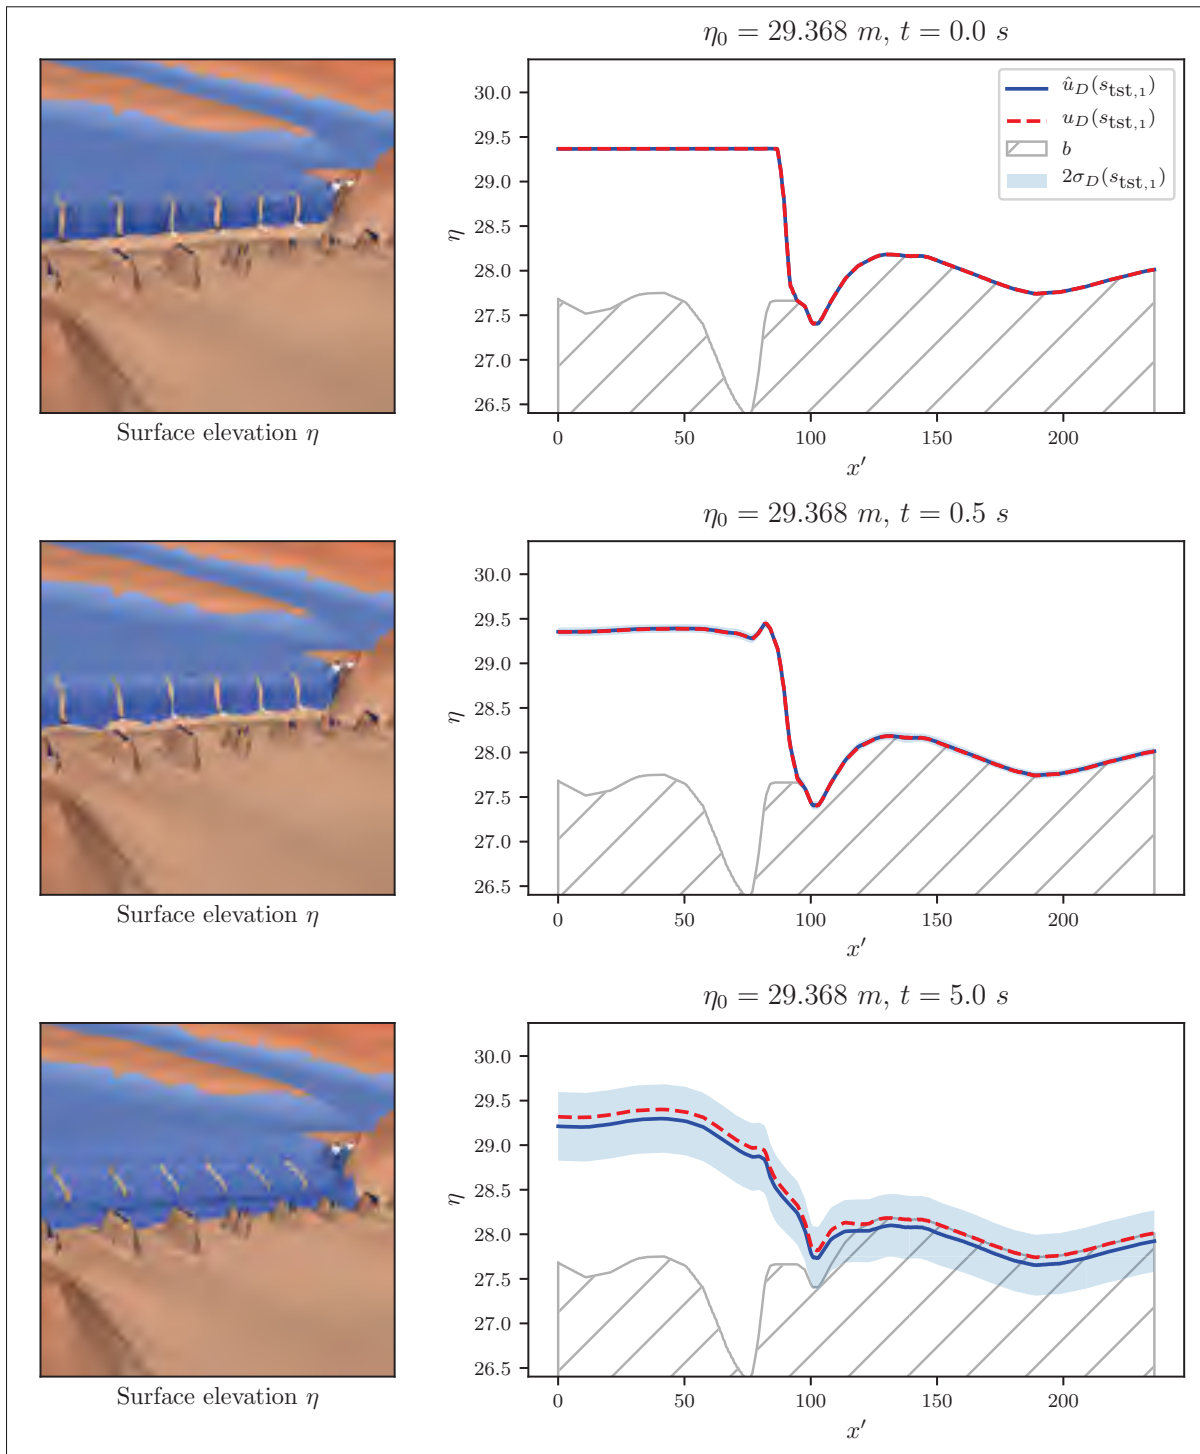 η₀ = 29.368 m, t = 0.0 s
30.0
29.5
29.0
28.5
28.0
27.5
27.0
26.5
η
û_D(s_tst,1)
u_D(s_tst,1)
b
2σ_D(s_tst,1)
0 50 100 150 200
x′
Surface elevation η
η₀ = 29.368 m, t = 0.5 s
30.0
29.5
29.0
28.5
28.0
27.5
27.0
26.5
η
0 50 100 150 200
x′
Surface elevation η
η₀ = 29.368 m, t = 5.0 s
30.0
29.5
29.0
28.5
28.0
27.5
27.0
26.5
η
0 50 100 150 200
x′
Surface elevation η